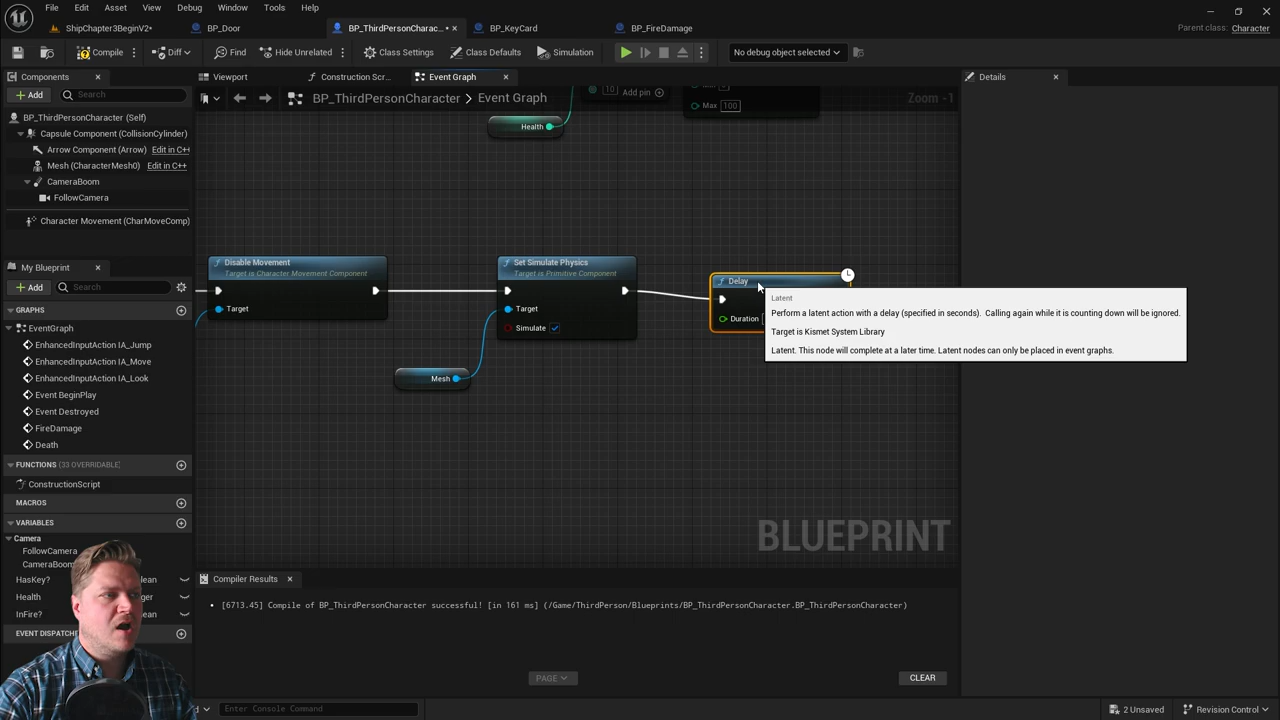 File Edit Asset View Debug Window Tools Help
ShipChapter3BeginV2*
BP_Door
BP_ThirdPersonCharac... *
BP_KeyCard
BP_FireDamage
Parent class: Character
Compile
Diff
Find
Hide Unrelated
Class Settings
Class Defaults
Simulation
No debug object selected
Components
Viewport
Construction Scr...
Event Graph
Details
Add
Search
BP_ThirdPersonCharacter > Event Graph
Zoom -1
BP_ThirdPersonCharacter (Self)
Capsule Component (CollisionCylinder)
Arrow Component (Arrow) Edit in C++
Mesh (CharacterMesh0) Edit in C++
CameraBoom
FollowCamera
Character Movement (CharMoveComp)
Add pin
Max 100
Health
My Blueprint
Add
Search
GRAPHS
EventGraph
EnhancedInputAction IA_Jump
EnhancedInputAction IA_Move
EnhancedInputAction IA_Look
Event BeginPlay
Event Destroyed
FireDamage
Death
FUNCTIONS (33 OVERRIDABLE)
ConstructionScript
MACROS
VARIABLES
Camera
FollowCamera
CameraBoom
HasKey?
Health
InFire?
EVENT DISPATCHE
Disable Movement
Target is Character Movement Component
Target
Set Simulate Physics
Target is Primitive Component
Target
Simulate
Mesh
Delay
Duration
Latent
Perform a latent action with a delay (specified in seconds). Calling again while it is counting down will be ignored.
Target is Kismet System Library
Latent. This node will complete at a later time. Latent nodes can only be placed in event graphs.
BLUEPRINT
Compiler Results
[6713.45] Compile of BP_ThirdPersonCharacter successful! [in 161 ms] (/Game/ThirdPerson/Blueprints/BP_ThirdPersonCharacter.BP_ThirdPersonCharacter)
PAGE
CLEAR
Enter Console Command
2 Unsaved
Revision Control